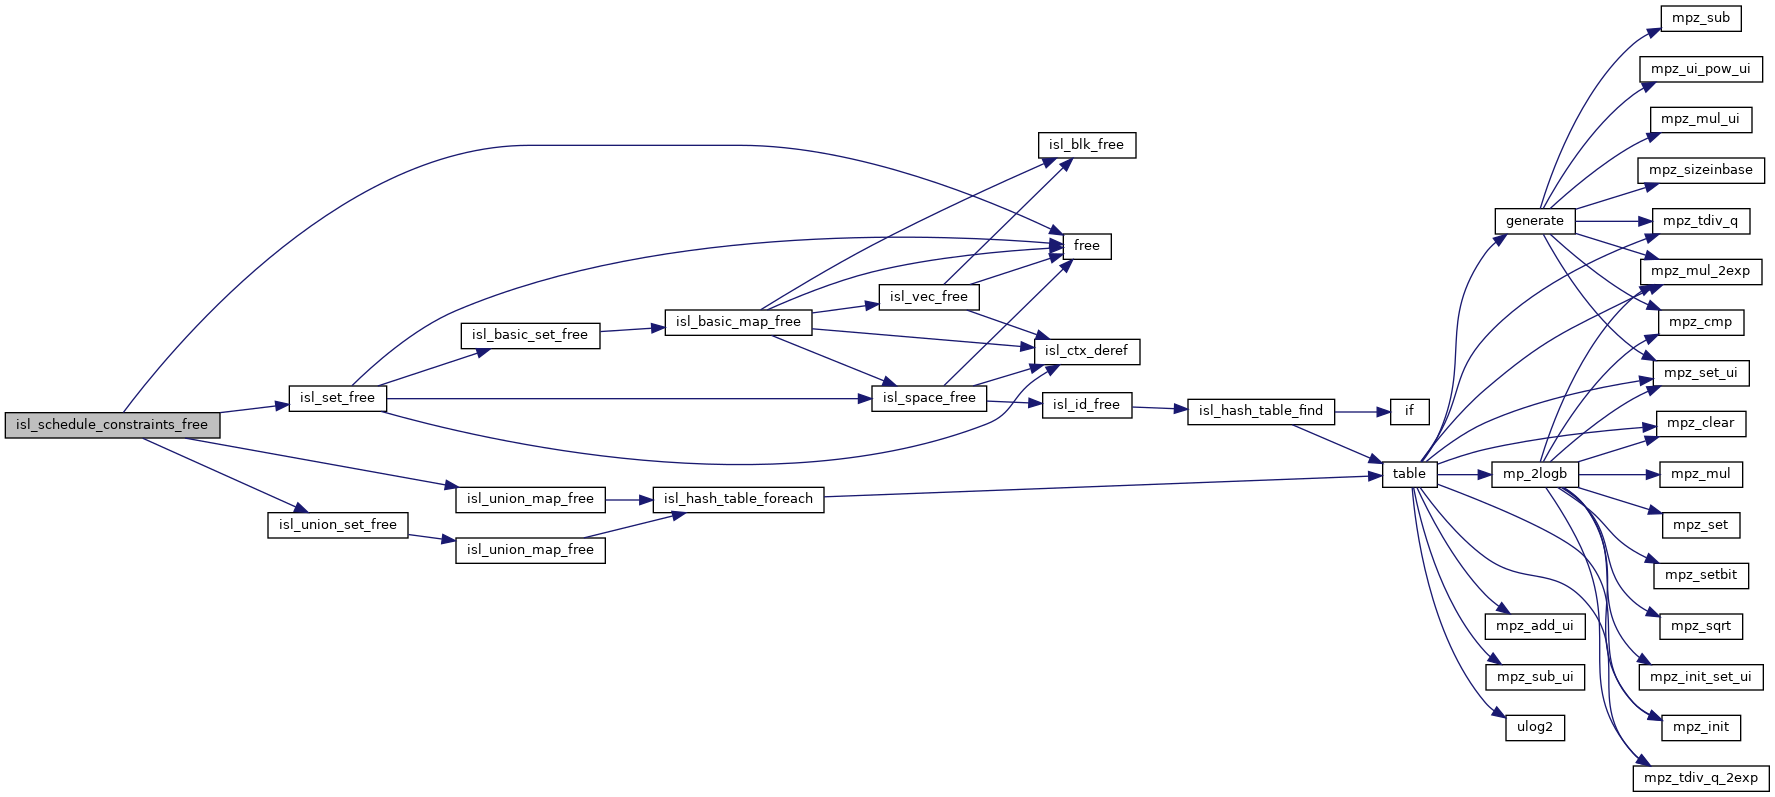 isl_schedule_constraints_free
isl_set_free
isl_union_set_free
isl_basic_set_free
isl_union_map_free
isl_union_map_free
isl_basic_map_free
isl_hash_table_foreach
isl_vec_free
isl_space_free
isl_blk_free
free
isl_ctx_deref
isl_id_free
isl_hash_table_find
if
table
generate
mp_2logb
mpz_add_ui
mpz_sub_ui
ulog2
mpz_sub
mpz_ui_pow_ui
mpz_mul_ui
mpz_sizeinbase
mpz_tdiv_q
mpz_mul_2exp
mpz_cmp
mpz_set_ui
mpz_clear
mpz_mul
mpz_set
mpz_setbit
mpz_sqrt
mpz_init_set_ui
mpz_init
mpz_tdiv_q_2exp